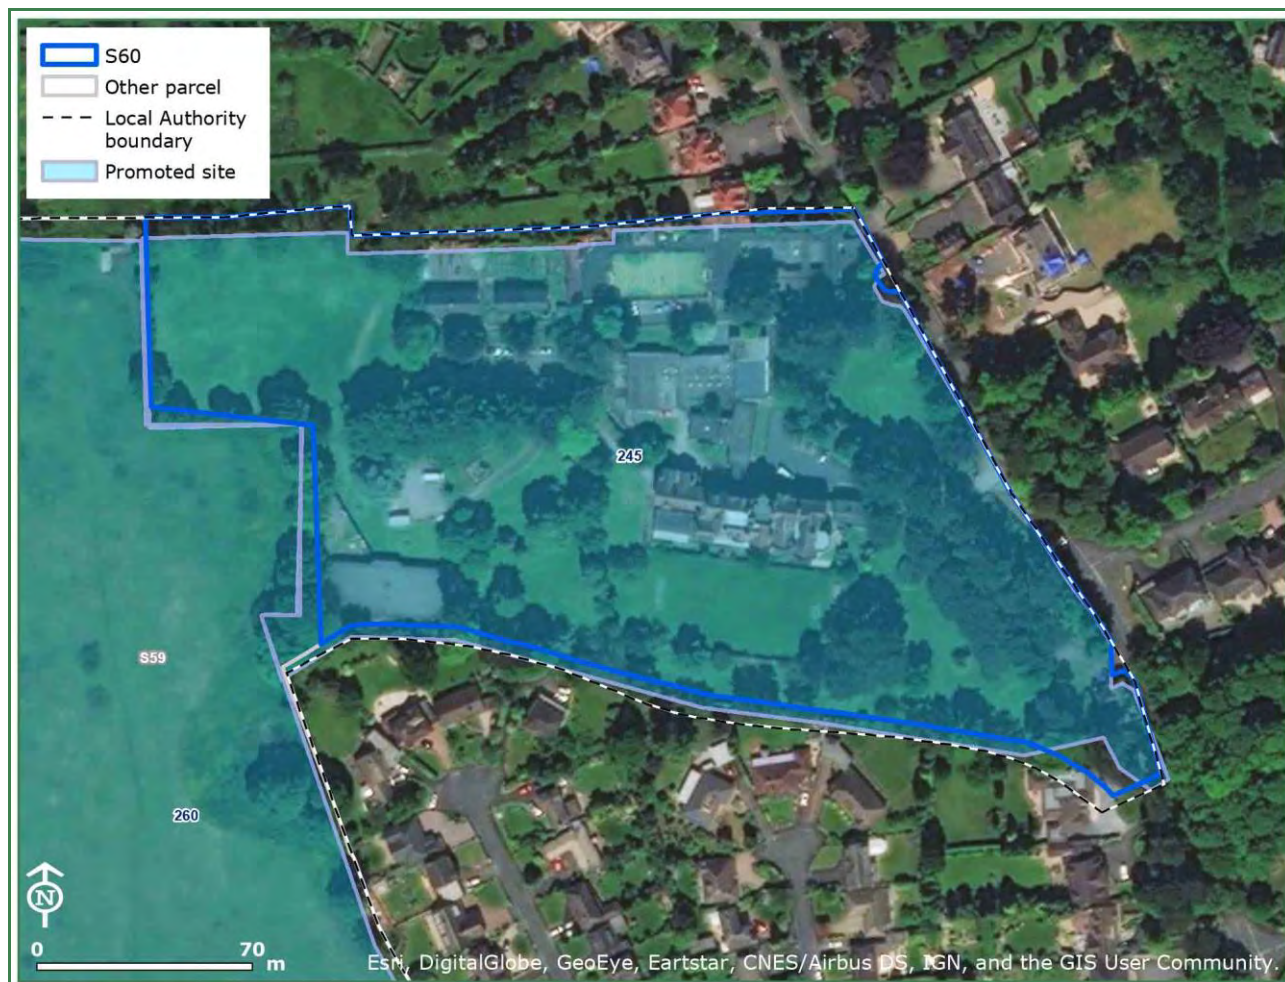 S60
Other parcel
Local Authority
boundary
Promoted site
245
S59
260
N
0 70
m
Esri, DigitalGlobe, GeoEye, Eartstar, CNES/Airbus DS, IGN, and the GIS User Community.